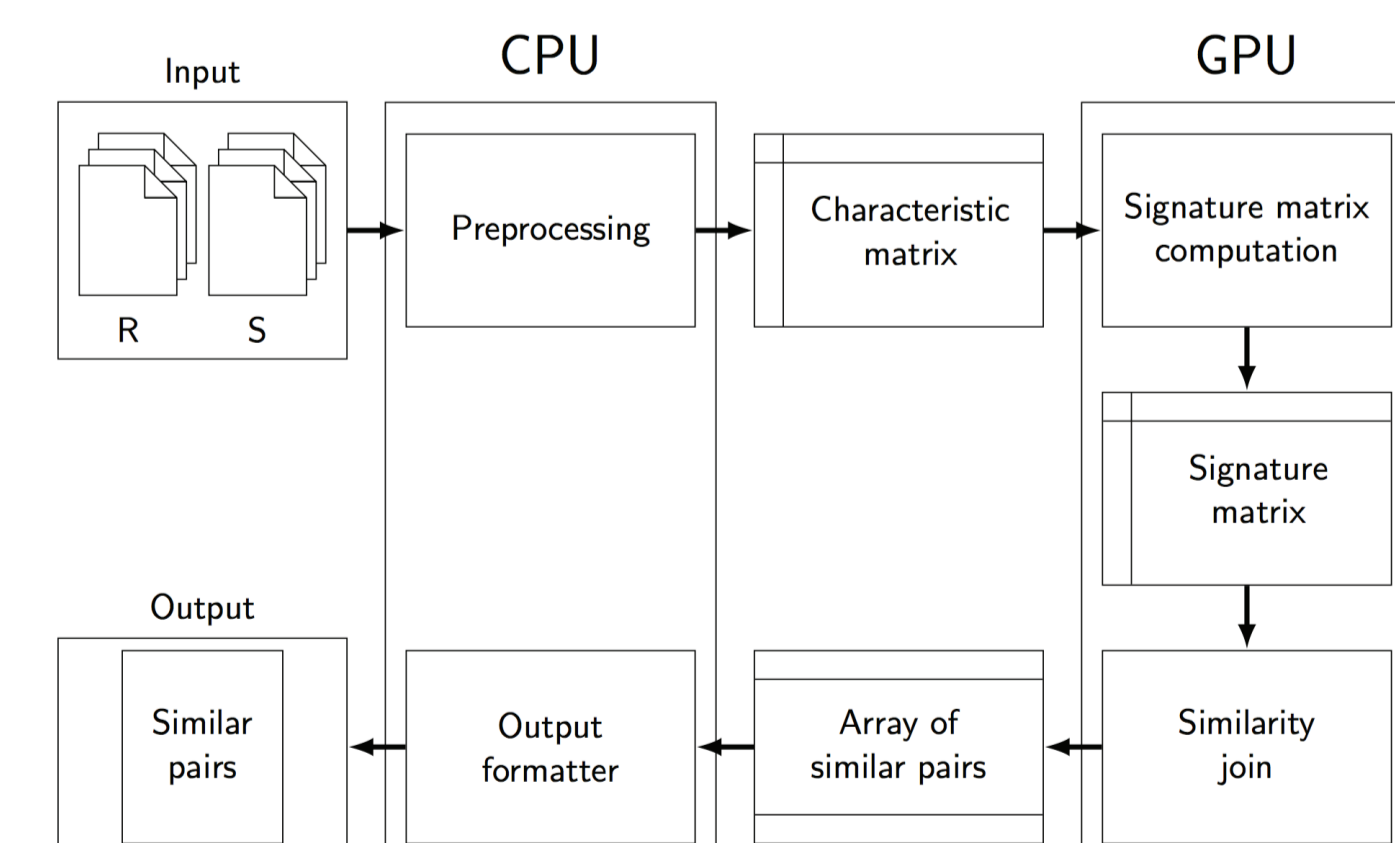 CPU
GPU
Input
Preprocessing
Characteristic
matrix
Signature matrix
computation
R
S
Signature
matrix
Output
Similar
pairs
Output
formatter
Array of
similar pairs
Similarity
join